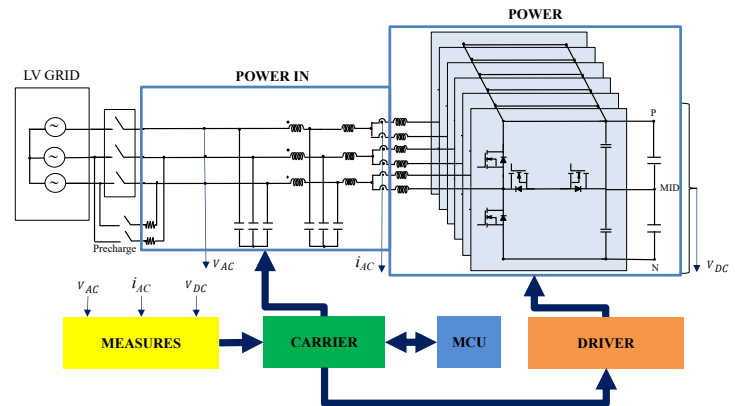 POWER
LV GRID
POWER IN
P
MID
N
Precharge
v_AC
i_AC
v_DC
v_AC
i_AC
v_DC
MEASURES
CARRIER
MCU
DRIVER